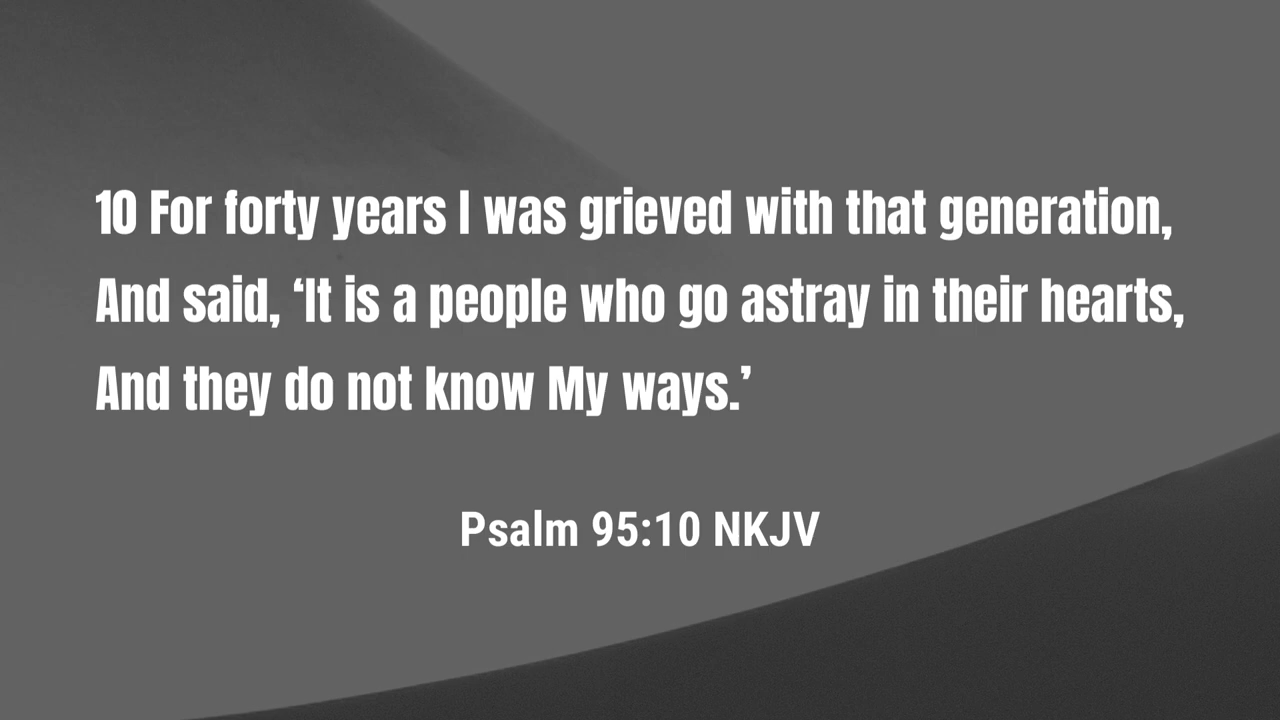 10 For forty years I was grieved with that generation,
And said, ‘It is a people who go astray in their hearts,
And they do not know My ways.’
Psalm 95:10 NKJV